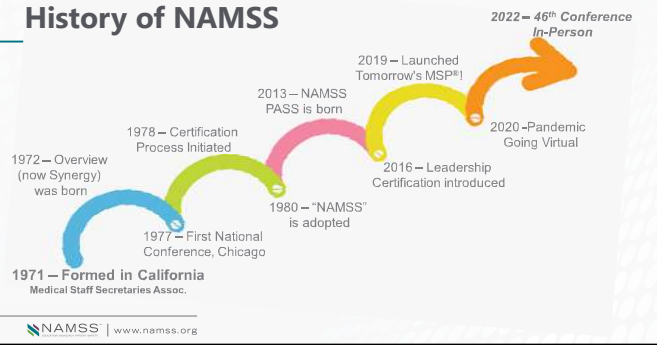 History of NAMSS
2022 – 46th Conference
In-Person
2019 – Launched
Tomorrow's MSP®!
2013 – NAMSS
PASS is born
2020 -Pandemic
Going Virtual
1978 – Certification
Process Initiated
1972 – Overview
(now Synergy)
was born
2016 – Leadership
Certification introduced
1980 – “NAMSS”
is adopted
1977 – First National
Conference, Chicago
1971 – Formed in California
Medical Staff Secretaries Assoc.
NAMSS | www.namss.org